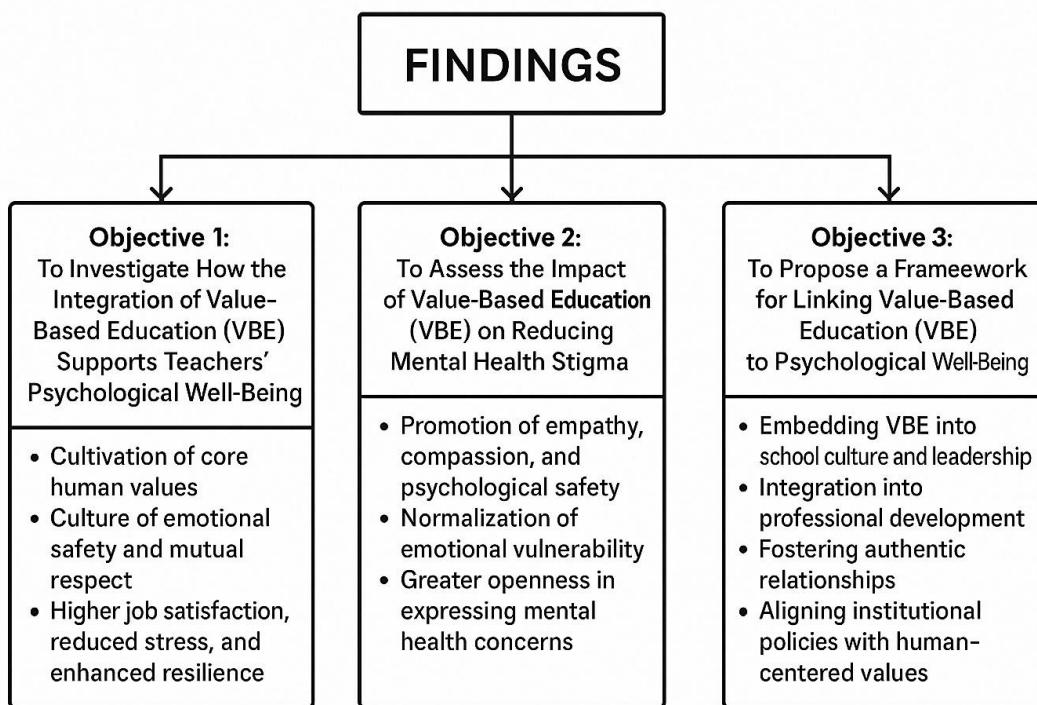 FINDINGS
Objective 1:
To Investigate How the
Integration of Value-
Based Education (VBE)
Supports Teachers'
Psychological Well-Being
• Cultivation of core
human values
• Culture of emotional
safety and mutual
respect
• Higher job satisfaction,
reduced stress, and
enhanced resilience
Objective 2:
To Assess the Impact
of Value-Based Education
(VBE) on Reducing
Mental Health Stigma
• Promotion of empathy,
compassion, and
psychological safety
• Normalization of
emotional vulnerability
• Greater openness in
expressing mental
health concerns
Objective 3:
To Propose a Frameework
for Linking Value-Based
Education (VBE)
to Psychological Well-Being
• Embedding VBE into
school culture and leadership
• Integration into
professional development
• Fostering authentic
relationships
• Aligning institutional
policies with human-
centered values